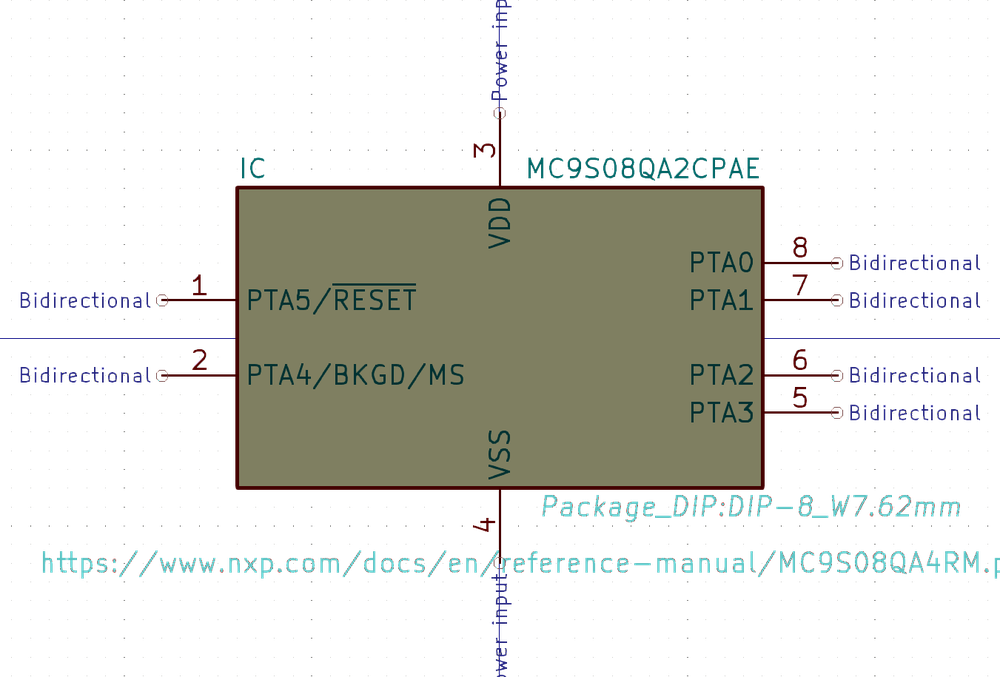 Power inp
3
IC
MC9S08QA2CPAE
VDD
PTA0
8
Bidirectional
Bidirectional
1
PTA5/RESET
PTA1
7
Bidirectional
Bidirectional
2
PTA4/BKGD/MS
PTA2
6
Bidirectional
PTA3
5
Bidirectional
VSS
Package_DIP:DIP-8_W7.62mm
4
https://www.nxp.com/docs/en/reference-manual/MC9S08QA4RM.p
ower input